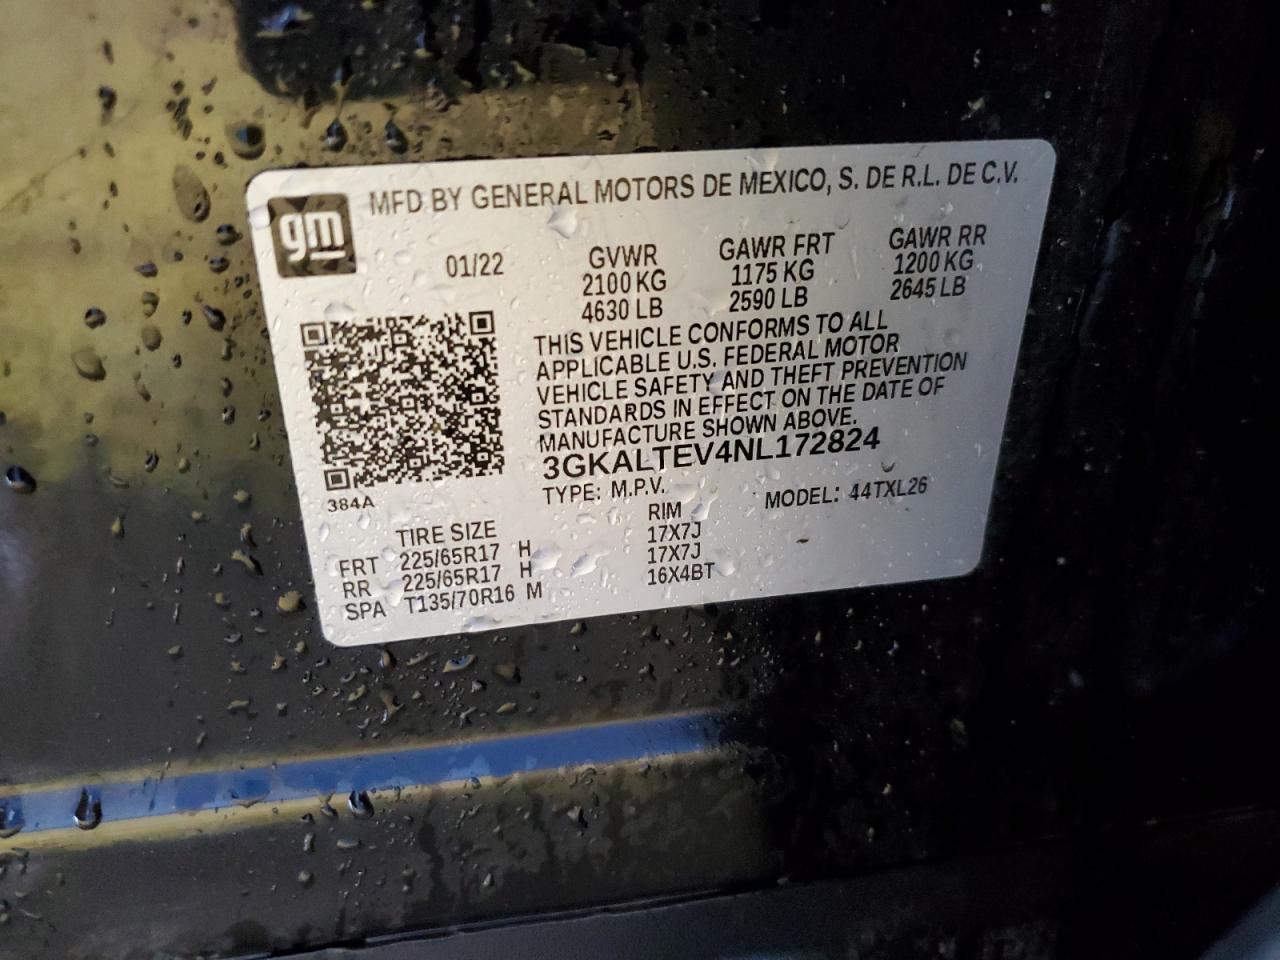 gm
MFD BY GENERAL MOTORS DE MEXICO, S. DE R.L. DE C.V.
01/22
GVWR
2100 KG
4630 LB
GAWR FRT
1175 KG
2590 LB
GAWR RR
1200 KG
2645 LB
THIS VEHICLE CONFORMS TO ALL
APPLICABLE U.S. FEDERAL MOTOR
VEHICLE SAFETY AND THEFT PREVENTION
STANDARDS IN EFFECT ON THE DATE OF
MANUFACTURE SHOWN ABOVE.
3GKALTEV4NL172824
TYPE: M.P.V. MODEL: 44TXL26
384A
TIRE SIZE RIM
FRT 225/65R17 H 17X7J
RR 225/65R17 H 17X7J
SPA T135/70R16 M 16X4BT